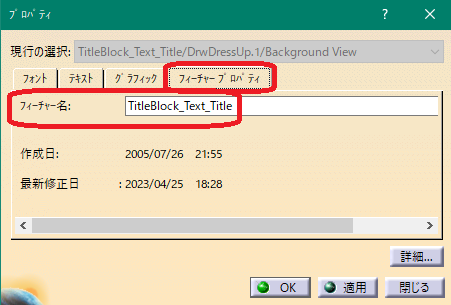 プロパティ
? ×
現行の選択: TitleBlock_Text_Title/DrwDressUp.1/Background View
フォント テキスト グラフィック フィーチャー プロパティ
フィーチャー名: TitleBlock_Text_Title
作成日: 2005/07/26 21:55
最新修正日 : 2023/04/25 18:28
詳細...
OK 適用 閉じる